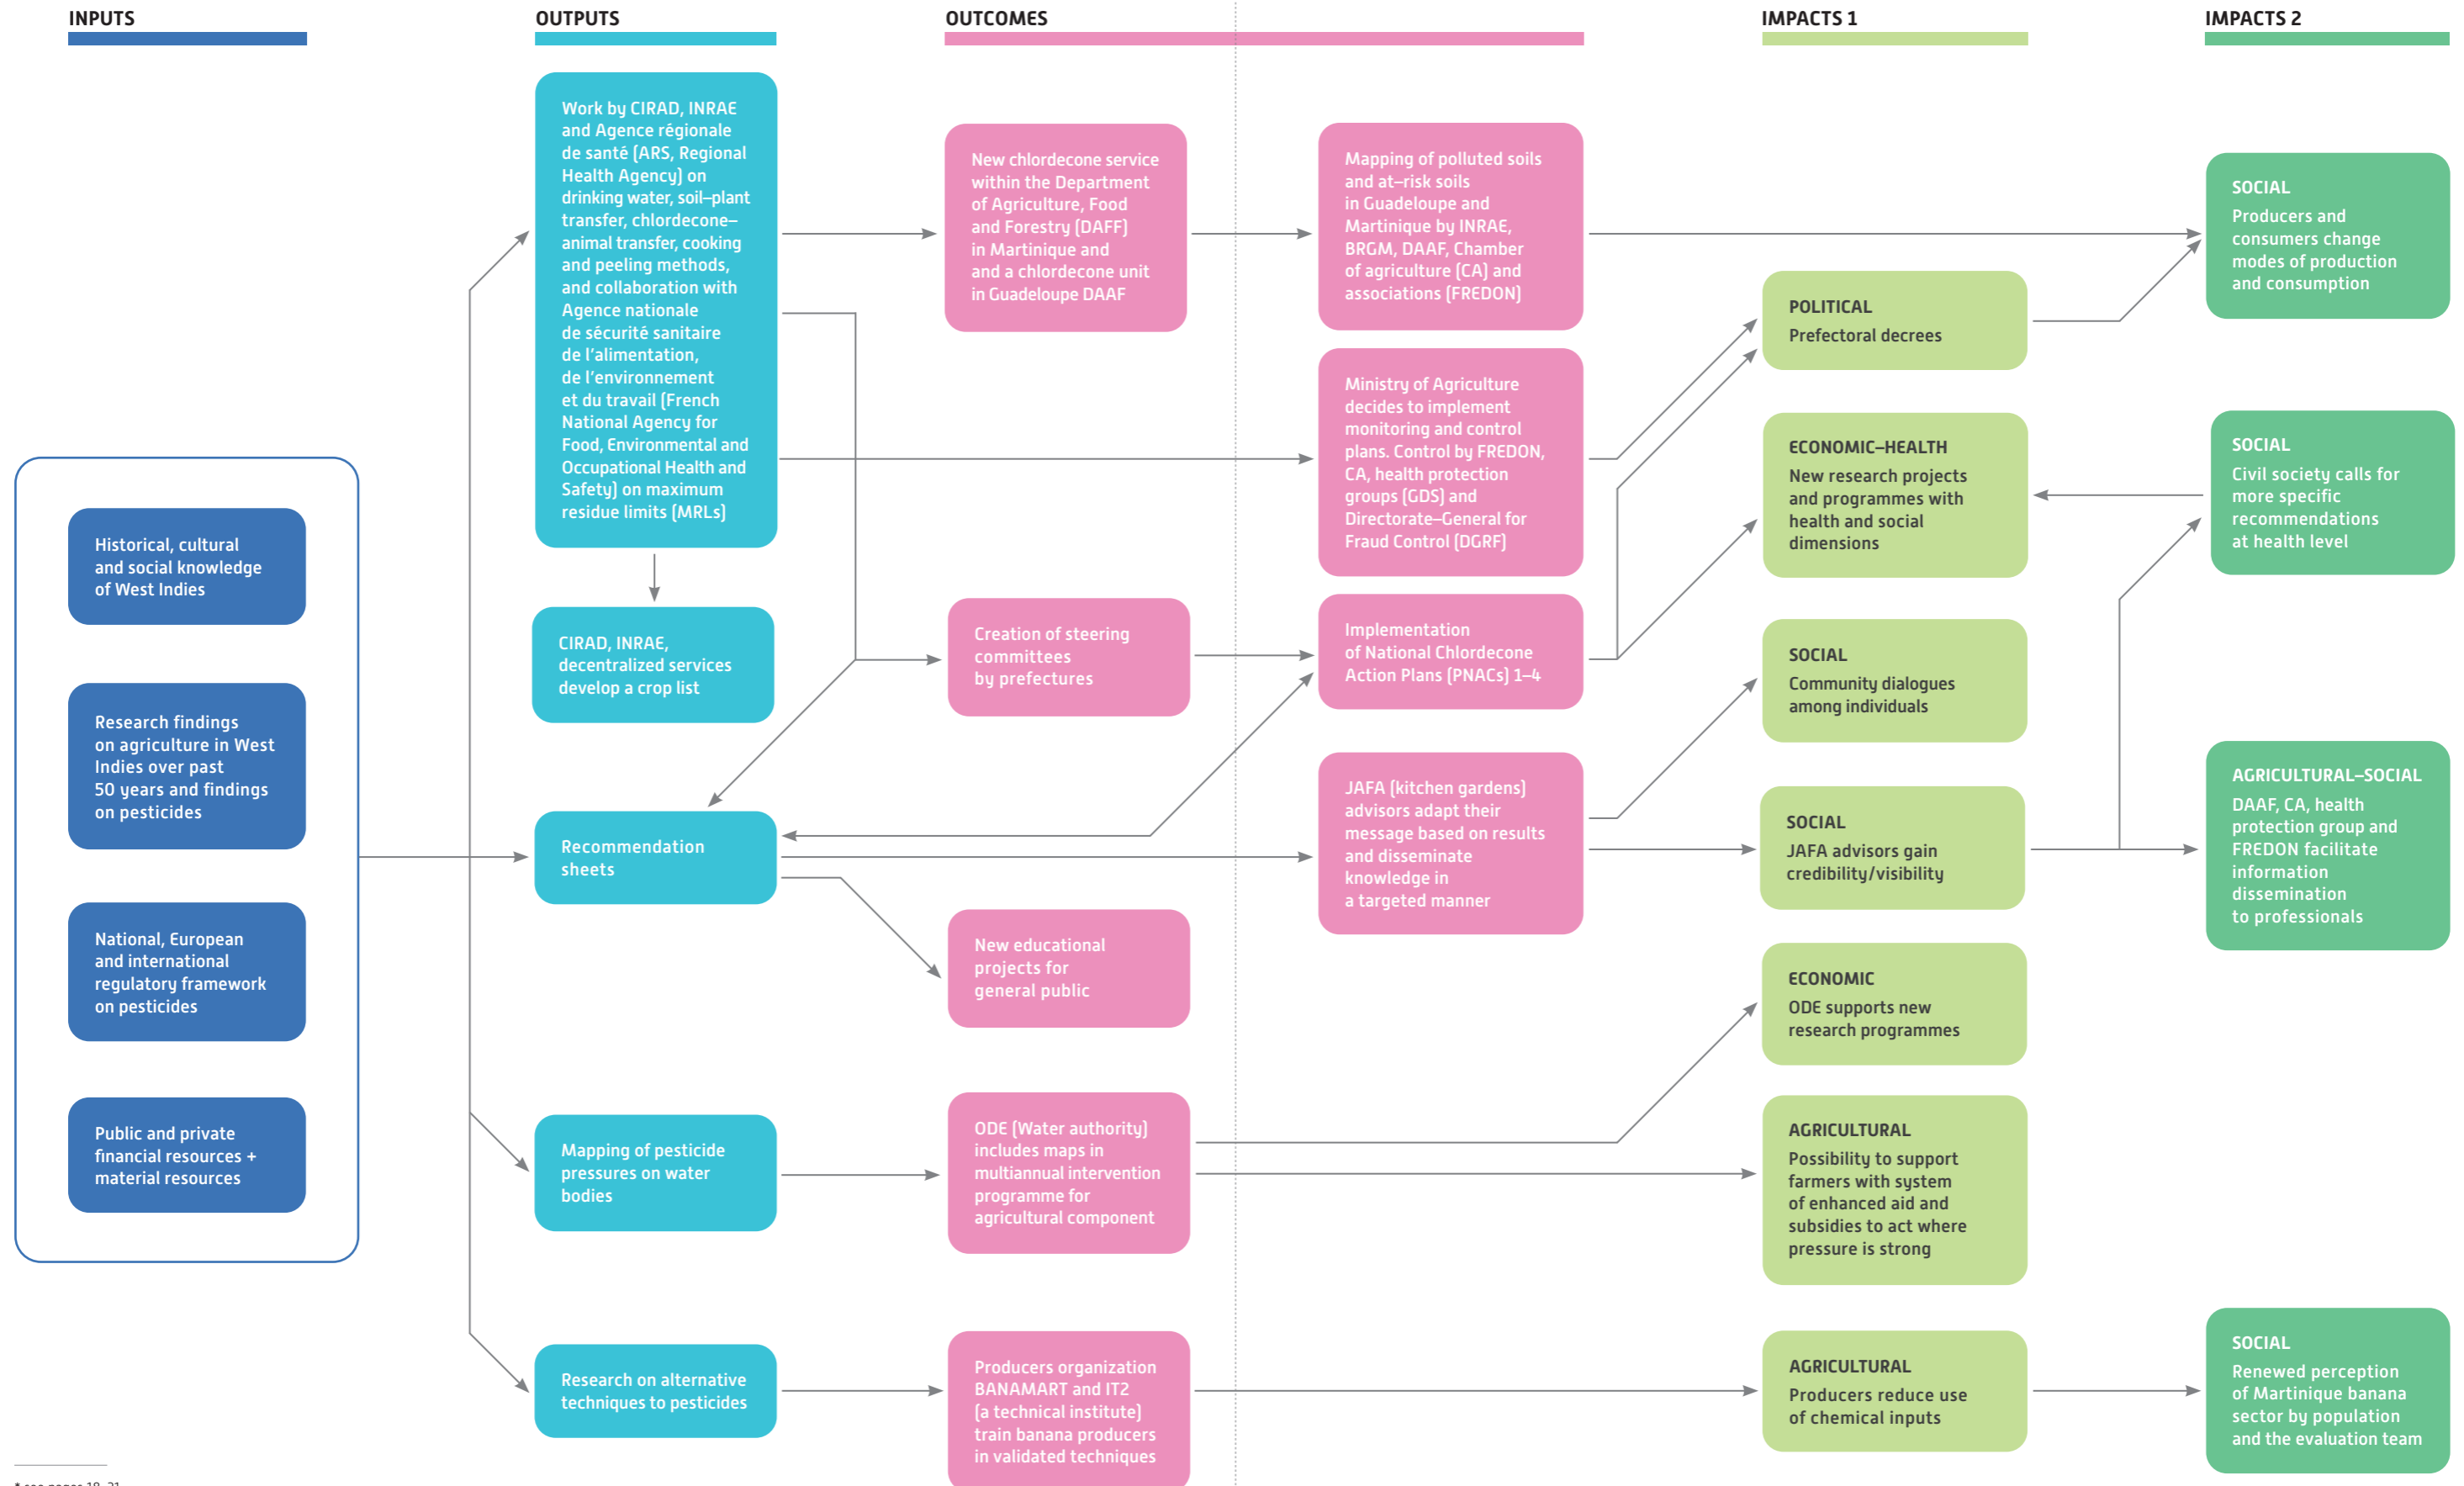 INPUTS
OUTPUTS
OUTCOMES
IMPACTS 1
IMPACTS 2
Historical, cultural
and social knowledge
of West Indies
Research findings
on agriculture in West
Indies over past
50 years and findings
on pesticides
National, European
and international
regulatory framework
on pesticides
Public and private
financial resources +
material resources
Work by CIRAD, INRAE
and Agence régionale
de santé (ARS, Regional
Health Agency) on
drinking water, soil–plant
transfer, chlordecone–
animal transfer, cooking
and peeling methods,
and collaboration with
Agence nationale
de sécurité sanitaire
de l'alimentation,
de l'environnement
et du travail (French
National Agency for
Food, Environmental and
Occupational Health and
Safety) on maximum
residue limits (MRLs)
CIRAD, INRAE,
decentralized services
develop a crop list
Recommendation
sheets
Mapping of pesticide
pressures on water
bodies
Research on alternative
techniques to pesticides
New chlordecone service
within the Department
of Agriculture, Food
and Forestry (DAFF)
in Martinique and
and a chlordecone unit
in Guadeloupe DAAF
Creation of steering
committees
by prefectures
New educational
projects for
general public
ODE (Water authority)
includes maps in
multiannual intervention
programme for
agricultural component
Producers organization
BANAMART and IT2
(a technical institute)
train banana producers
in validated techniques
Mapping of polluted soils
and at–risk soils
in Guadeloupe and
Martinique by INRAE,
BRGM, DAAF, Chamber
of agriculture (CA) and
associations (FREDON)
Ministry of Agriculture
decides to implement
monitoring and control
plans. Control by FREDON,
CA, health protection
groups (GDS) and
Directorate–General for
Fraud Control (DGRF)
Implementation
of National Chlordecone
Action Plans (PNACs) 1–4
JAFA (kitchen gardens)
advisors adapt their
message based on results
and disseminate
knowledge in
a targeted manner
POLITICAL
Prefectoral decrees
ECONOMIC–HEALTH
New research projects
and programmes with
health and social
dimensions
SOCIAL
Community dialogues
among individuals
SOCIAL
JAFA advisors gain
credibility/visibility
ECONOMIC
ODE supports new
research programmes
AGRICULTURAL
Possibility to support
farmers with system
of enhanced aid and
subsidies to act where
pressure is strong
AGRICULTURAL
Producers reduce use
of chemical inputs
SOCIAL
Producers and
consumers change
modes of production
and consumption
SOCIAL
Civil society calls for
more specific
recommendations
at health level
AGRICULTURAL–SOCIAL
DAAF, CA, health
protection group and
FREDON facilitate
information
dissemination
to professionals
SOCIAL
Renewed perception
of Martinique banana
sector by population
and the evaluation team